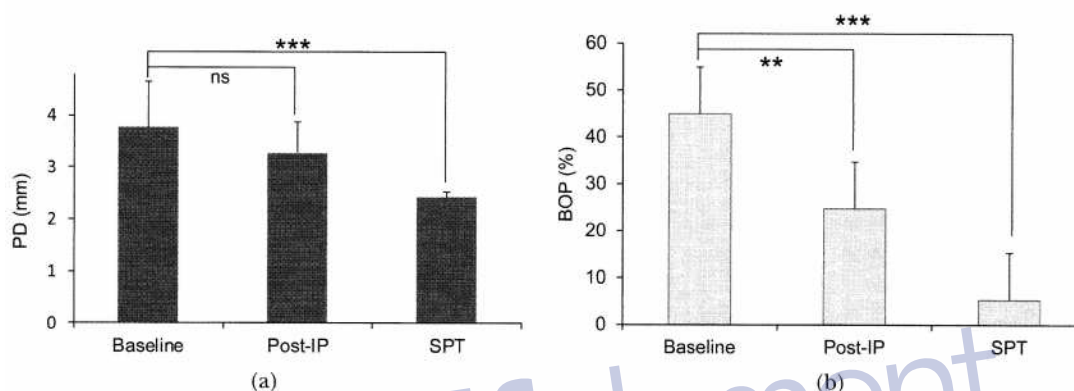 ***
ns
4
3
2
1
0
PD (mm)
Baseline Post-IP SPT
(a)
***
**
60
50
40
30
20
10
0
BOP (%)
Baseline Post-IP SPT
(b)